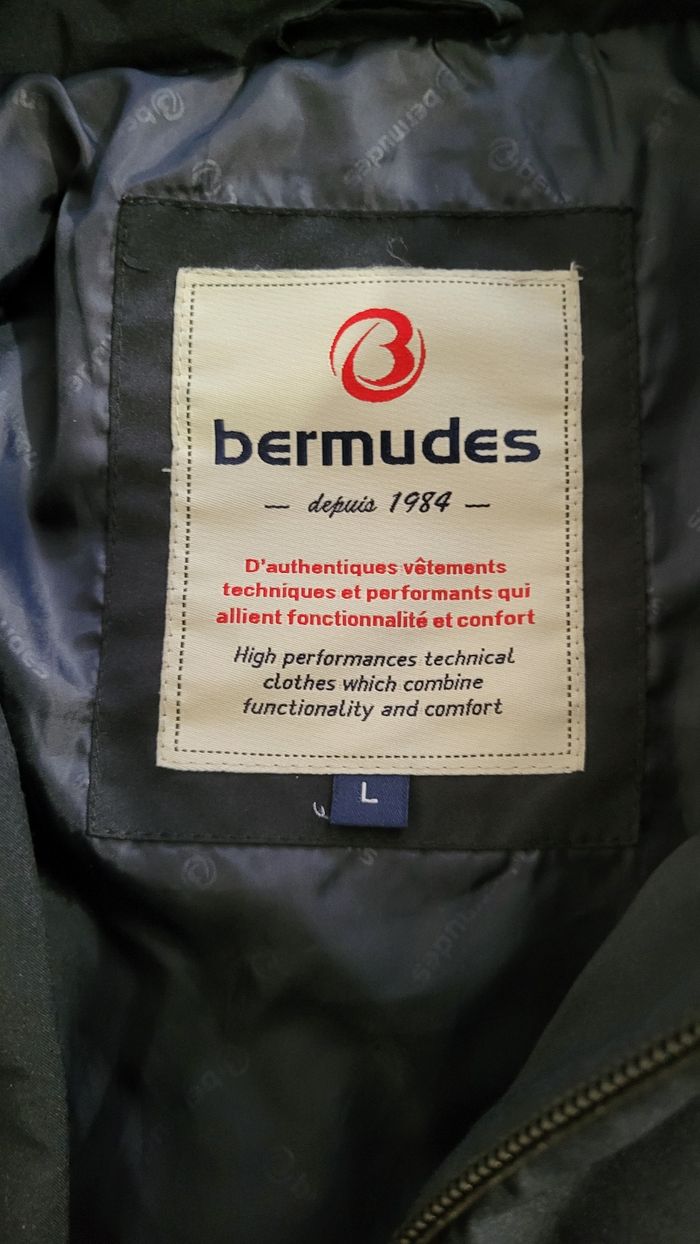 bermudes
— depuis 1984 —
D'authentiques vêtements
techniques et performants qui
allient fonctionnalité et confort
High performances technical
clothes which combine
functionality and comfort
L